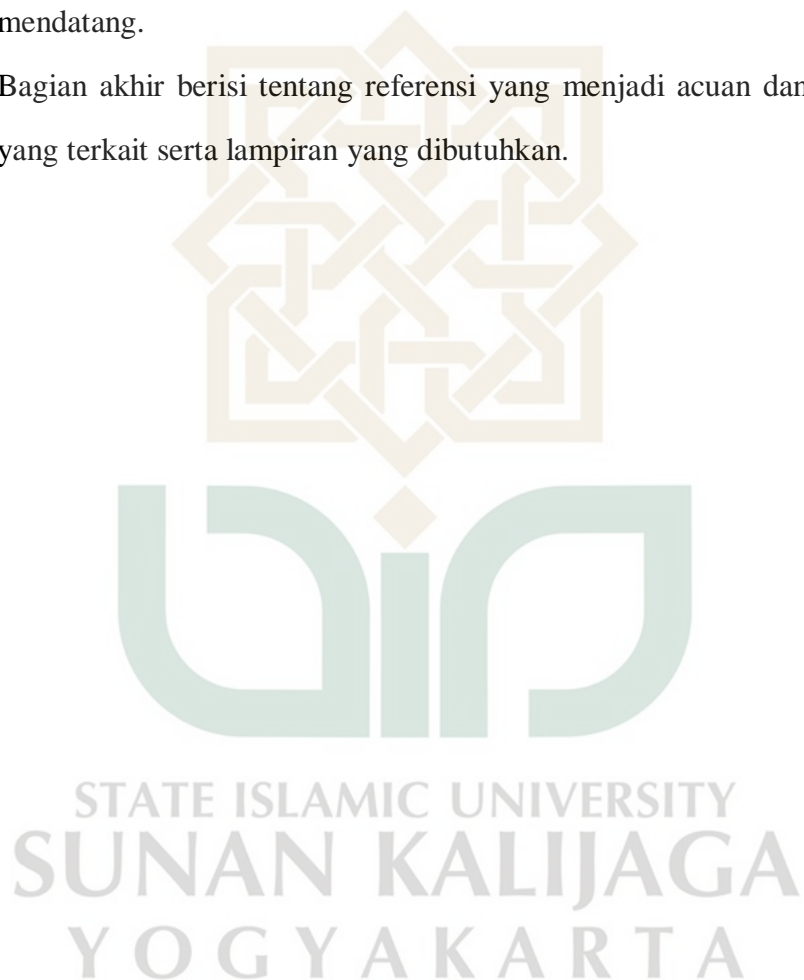 mendatang.
Bagian akhir berisi tentang referensi yang menjadi acuan dan
yang terkait serta lampiran yang dibutuhkan.
STATE ISLAMIC UNIVERSITY
SUNAN KALIJAGA
YOGYAKARTA